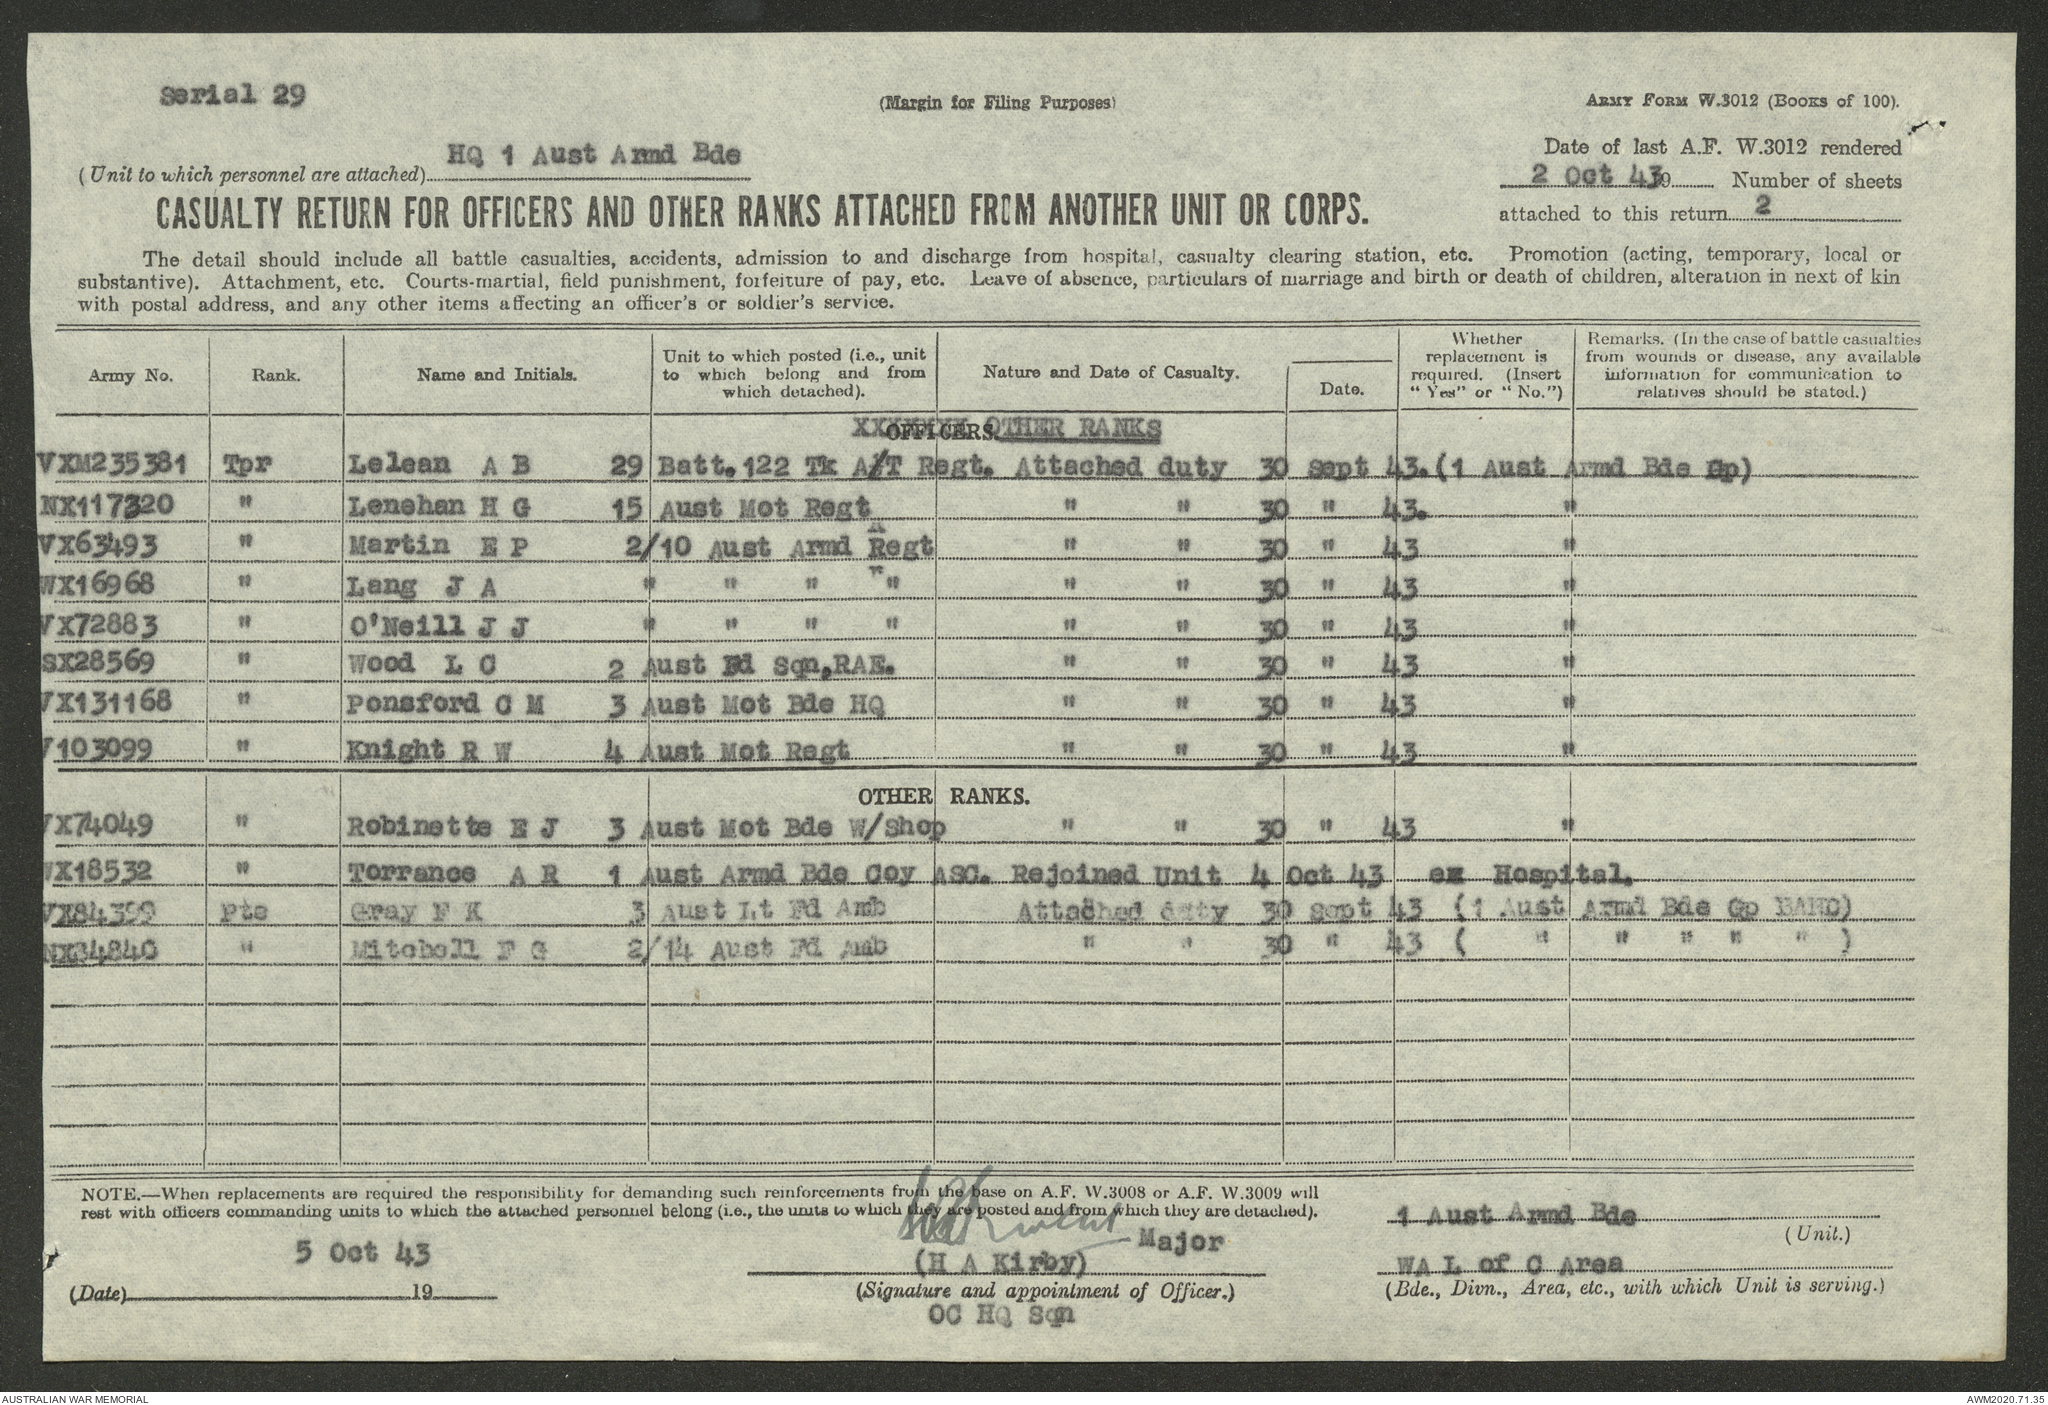 Serial 29
(Margin for Filing Purposes)
ARMY FORM W.3012 (BOOKS of 100).
Date of last A.F. W.3012 rendered
HQ 1 Aust Armd Bde
(Unit to which personnel are attached)
2 Oct 43 19 Number of sheets
attached to this return 2
CASUALTY RETURN FOR OFFICERS AND OTHER RANKS ATTACHED FROM ANOTHER UNIT OR CORPS.
The detail should include all battle casualties, accidents, admission to and discharge from hospital, casualty clearing station, etc. Promotion (acting, temporary, local or
substantive). Attachment, etc. Courts-martial, field punishment, forfeiture of pay, etc. Leave of absence, particulars of marriage and birth or death of children, alteration in next of kin
with postal address, and any other items affecting an officer's or soldier's service.
Army No. Rank. Name and Initials. Unit to which posted (i.e., unit to which belong and from which detached). Nature and Date of Casualty. Date. Whether replacement is required. (Insert "Yes" or "No.") Remarks. (In the case of battle casualties from wounds or disease, any available information for communication to relatives should be stated.)
OFFICERS. OTHER RANKS
VXM235381 Tpr Lelean A B 29 Batt. 122 Tk A/T Regt. Attached duty 30 Sept 43. (1 Aust Armd Bde Gp)
NX117320 " Lenehan H G 15 Aust Mot Regt " " 30 " 43. "
VX63493 " Martin E P 2/10 Aust Armd Regt " " 30 " 43 "
WX16968 " Lang J A " " " " " " 30 " 43 "
VX72883 " O'Neill J J " " " " " " 30 " 43 "
SX28569 " Wood L C 2 Aust Fd Sqn,RAE. " " 30 " 43 "
VX131168 " Ponsford C M 3 Aust Mot Bde HQ " " 30 " 43 "
V103099 " Knight R W 4 Aust Mot Regt " " 30 " 43 "
OTHER RANKS.
VX74049 " Robinette E J 3 Aust Mot Bde W/Shop " " 30 " 43 "
WX18532 " Torrance A R 1 Aust Armd Bde Coy ASC. Rejoined Unit 4 Oct 43 ex Hospital.
VX84399 Pte Gray F K 3 Aust Lt Fd Amb Attached duty 30 Sept 43 (1 Aust Armd Bde Gp BAHC)
NX34840 " Mitchell F G 2/14 Aust Fd Amb " " 30 " 43 ( " " " " " )
NOTE.—When replacements are required the responsibility for demanding such reinforcements from the base on A.F. W.3008 or A.F. W.3009 will
rest with officers commanding units to which the attached personnel belong (i.e., the units to which they are posted and from which they are detached).
1 Aust Armd Bde
(Unit.)
5 Oct 43
Major
(H A Kirby)
WA L of C Area
(Date) 19
(Signature and appointment of Officer.)
(Bde., Divn., Area, etc., with which Unit is serving.)
OC HQ Sqn
AUSTRALIAN WAR MEMORIAL
AWM2020.71.35